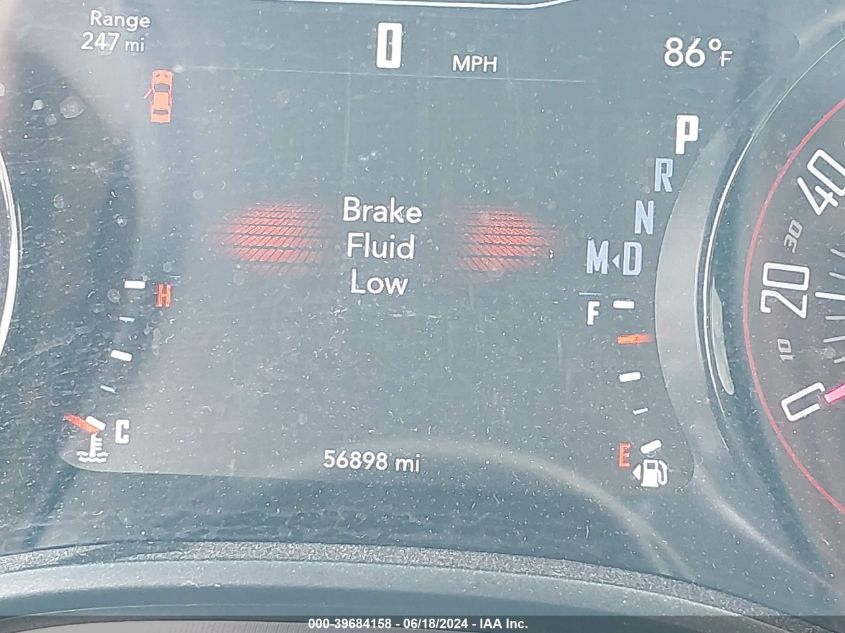 Range
247 mi
0
MPH
86°F
P
R
N
M◂D
Brake
Fluid
Low
H
C
F
E
56898 mi
40
30
20
10
0
000-39684158 - 06/18/2024 - IAA Inc.